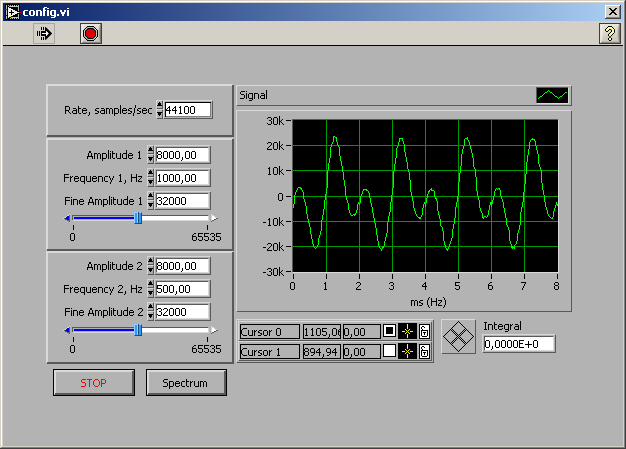 config.vi
?
Rate, samples/sec 44100
Amplitude 1 8000,00
Frequency 1, Hz 1000,00
Fine Amplitude 1 32000
0 65535
Amplitude 2 8000,00
Frequency 2, Hz 500,00
Fine Amplitude 2 32000
0 65535
STOP Spectrum
Signal
30k
20k
10k
0
-10k
-20k
-30k
0 1 2 3 4 5 6 7 8
ms (Hz)
Cursor 0 1105,06 0,00
Cursor 1 894,94 0,00
Integral
0,0000E+0